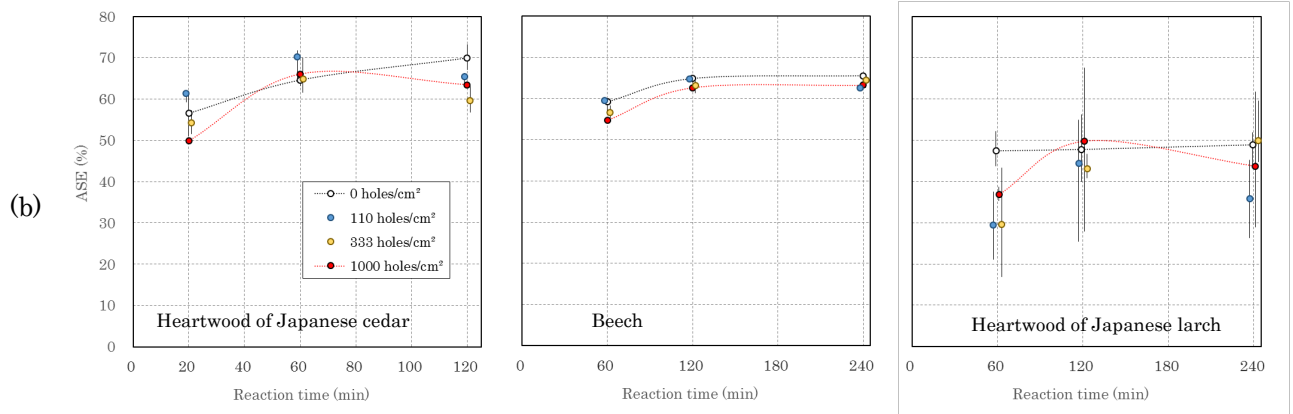 (b)
ASE (%)
80
70
60
50
40
30
20
10
0
0 holes/cm²
110 holes/cm²
333 holes/cm²
1000 holes/cm²
Heartwood of Japanese cedar
0 20 40 60 80 100 120
Reaction time (min)
Beech
0 60 120 180 240
Reaction time (min)
Heartwood of Japanese larch
0 60 120 180 240
Reaction time (min)